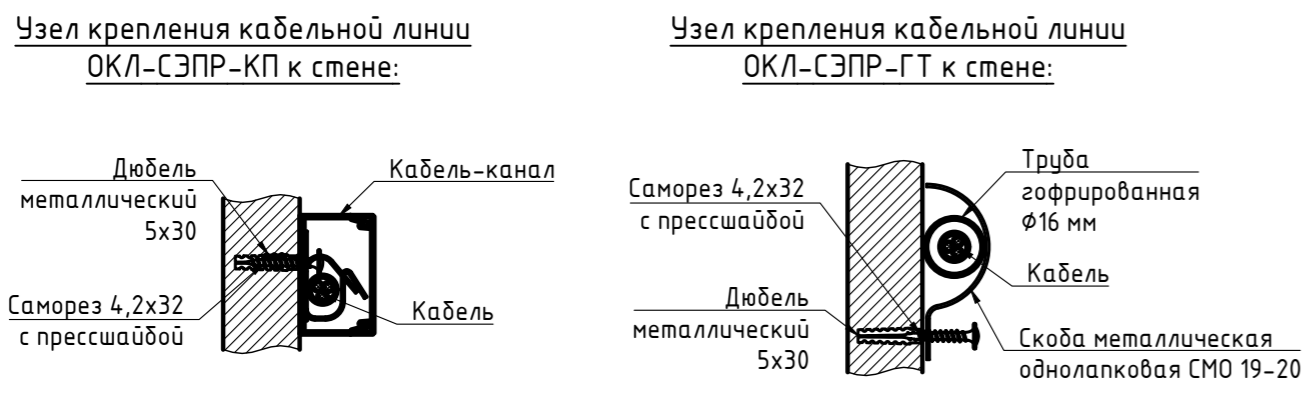 Узел крепления кабельной линии
ОКЛ-СЭПР-КП к стене:
Дюбель
металлический
5х30
Кабель-канал
Саморез 4,2х32
с прессшайбой
Кабель
Узел крепления кабельной линии
ОКЛ-СЭПР-ГТ к стене:
Саморез 4,2х32
с прессшайбой
Труба
гофрированная
Ф16 мм
Кабель
Дюбель
металлический
5х30
Скоба металлическая
однолапковая СМО 19-20